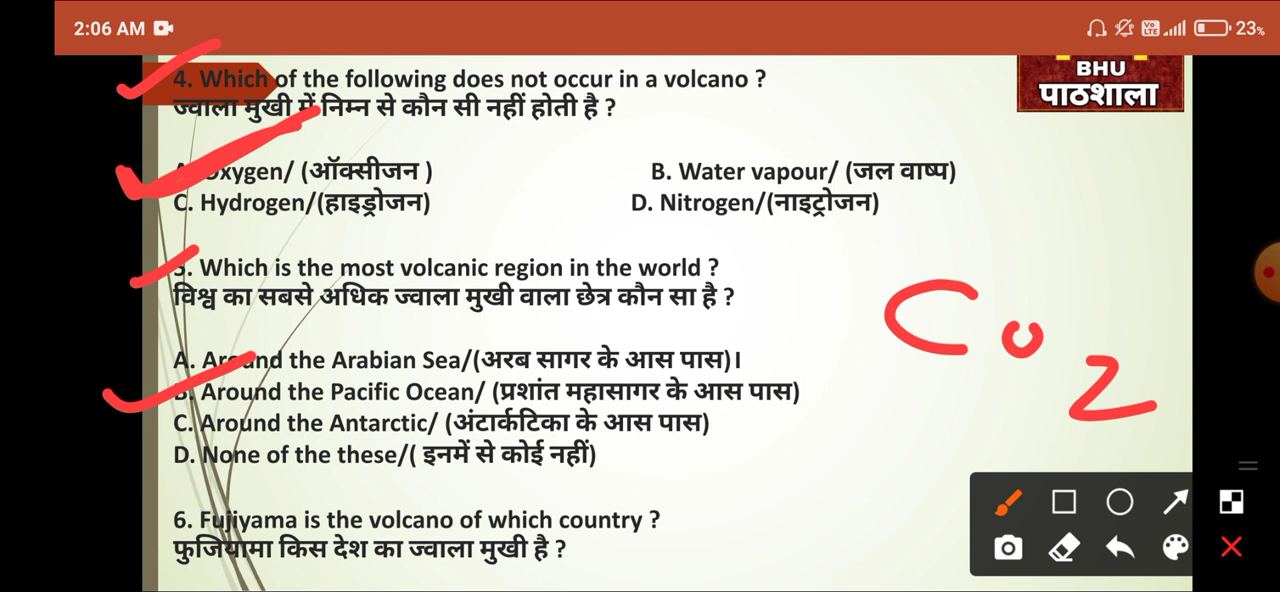 2:06 AM
Vo LTE
23%
BHU
पाठशाला
4. Which of the following does not occur in a volcano ?
ज्वाला मुखी में निम्न से कौन सी नहीं होती है ?
A. Oxygen/ (ऑक्सीजन ) B. Water vapour/ (जल वाष्प)
C. Hydrogen/(हाइड्रोजन) D. Nitrogen/(नाइट्रोजन)
5. Which is the most volcanic region in the world ?
विश्व का सबसे अधिक ज्वाला मुखी वाला छेत्र कौन सा है ?
A. Around the Arabian Sea/(अरब सागर के आस पास)।
B. Around the Pacific Ocean/ (प्रशांत महासागर के आस पास)
C. Around the Antarctic/ (अंटार्कटिका के आस पास)
D. None of the these/( इनमें से कोई नहीं)
Co2
6. Fujiyama is the volcano of which country ?
फुजियामा किस देश का ज्वाला मुखी है ?